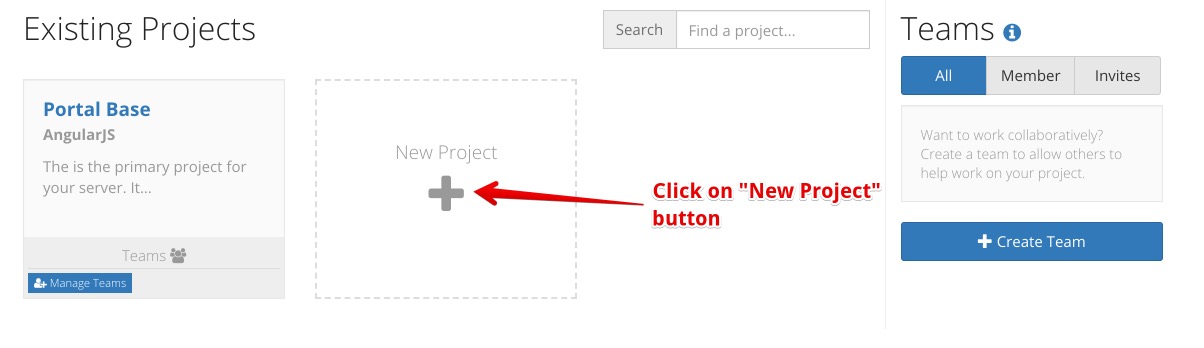 Existing Projects
Search
Find a project...
Portal Base
AngularJS
The is the primary project for
your server. It...
Teams
Manage Teams
New Project
Click on "New Project"
button
Teams
All
Member
Invites
Want to work collaboratively?
Create a team to allow others to
help work on your project.
Create Team